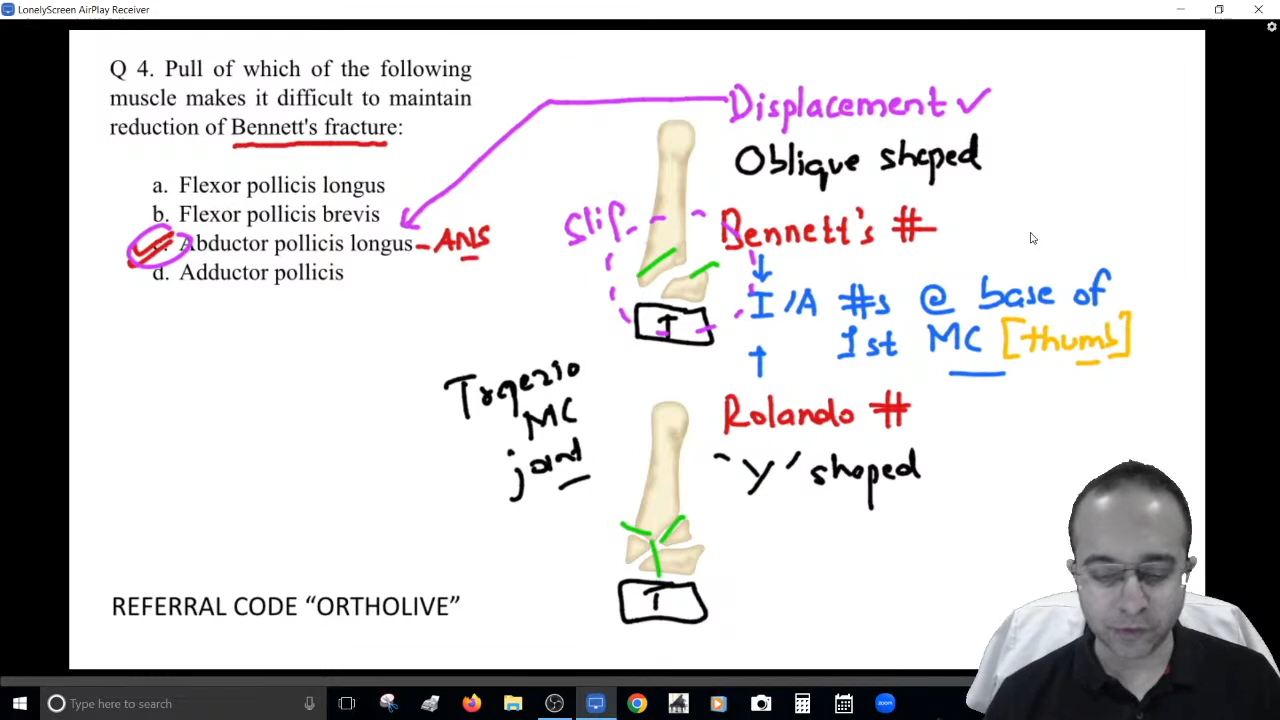 LonelyScreen AirPlay Receiver
Q 4. Pull of which of the following
muscle makes it difficult to maintain
reduction of Bennett's fracture:
a. Flexor pollicis longus
b. Flexor pollicis brevis
Abductor pollicis longus - ANS
d. Adductor pollicis
Displacement ✓
Oblique shaped
Slip
Bennett's #
I/A #s @ base of
1st MC [thumb]
T
Trapezio
MC
joint
Rolando #
"Y" shaped
T
REFERRAL CODE “ORTHOLIVE”
Type here to search
zoom